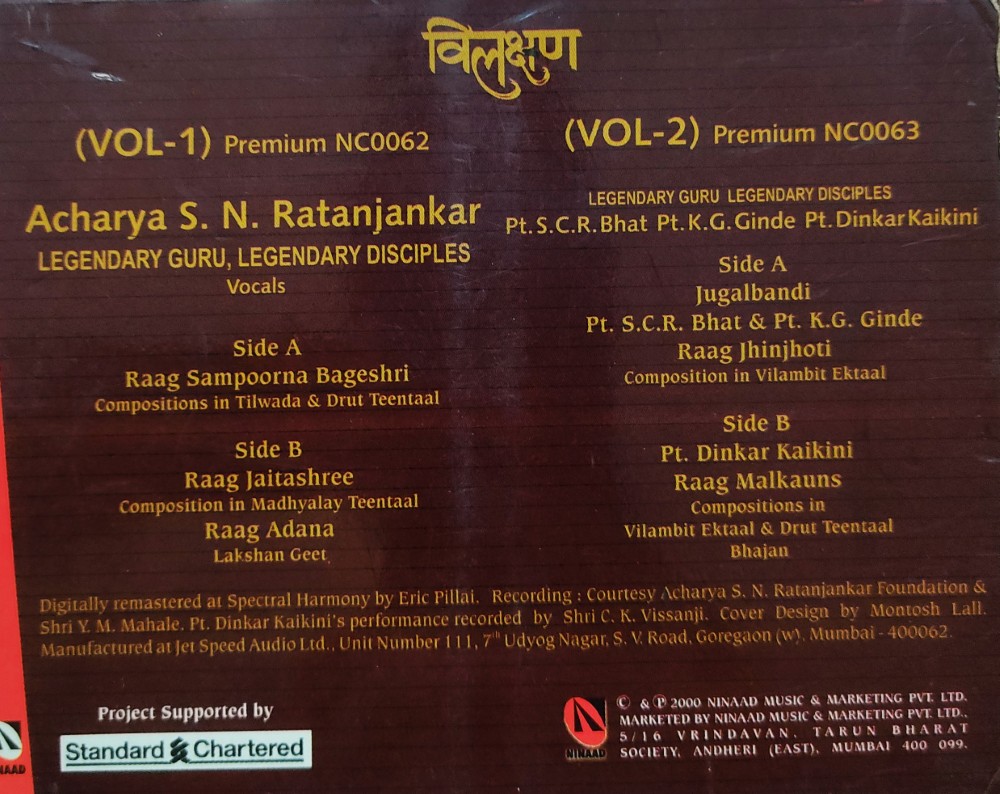 विलक्षण
(VOL-1) Premium NC0062
Acharya S. N. Ratanjankar
LEGENDARY GURU, LEGENDARY DISCIPLES
Vocals
Side A
Raag Sampoorna Bageshri
Compositions in Tilwada & Drut Teentaal
Side B
Raag Jaitashree
Composition in Madhyalay Teentaal
Raag Adana
Lakshan Geet
(VOL-2) Premium NC0063
LEGENDARY GURU LEGENDARY DISCIPLES
Pt.S.C.R.Bhat Pt.K.G.Ginde Pt.DinkarKaikini
Side A
Jugalbandi
Pt. S.C.R. Bhat & Pt. K.G. Ginde
Raag Jhinjhoti
Composition in Vilambit Ektaal
Side B
Pt. Dinkar Kaikini
Raag Malkauns
Compositions in
Vilambit Ektaal & Drut Teentaal
Bhajan
Digitally remastered at Spectral Harmony by Eric Pillai. Recording : Courtesy Acharya S. N. Ratanjankar Foundation &
Shri Y. M. Mahale. Pt. Dinkar Kaikini's performance recorded by Shri C. K. Vissanji. Cover Design by Montosh Lall.
Manufactured at Jet Speed Audio Ltd., Unit Number 111, 7th Udyog Nagar, S. V. Road, Goregaon (w), Mumbai - 400062.
Project Supported by
Standard Chartered
NINAAD
© & ℗ 2000 NINAAD MUSIC & MARKETING PVT. LTD.
MARKETED BY NINAAD MUSIC & MARKETING PVT. LTD.,
5/16 VRINDAVAN, TARUN BHARAT
SOCIETY, ANDHERI (EAST), MUMBAI 400 099.